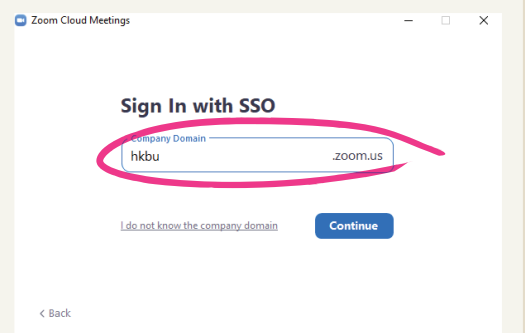 Zoom Cloud Meetings
Sign In with SSO
Company Domain
hkbu .zoom.us
I do not know the company domain
Continue
< Back